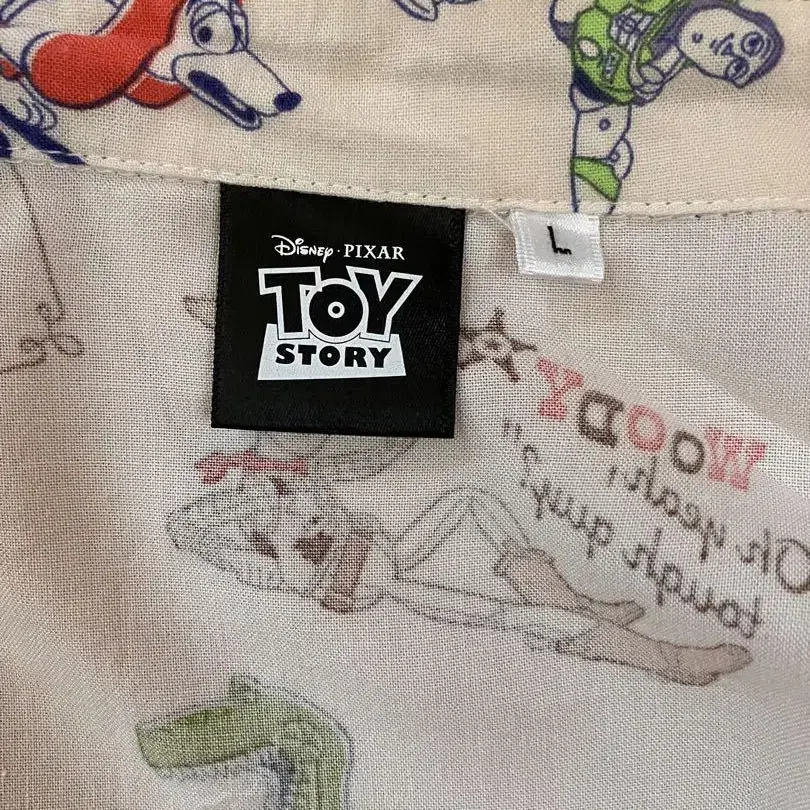 Disney · PIXAR
TOY
STORY
L
WOODY
Oh yeah,
tough guy?"